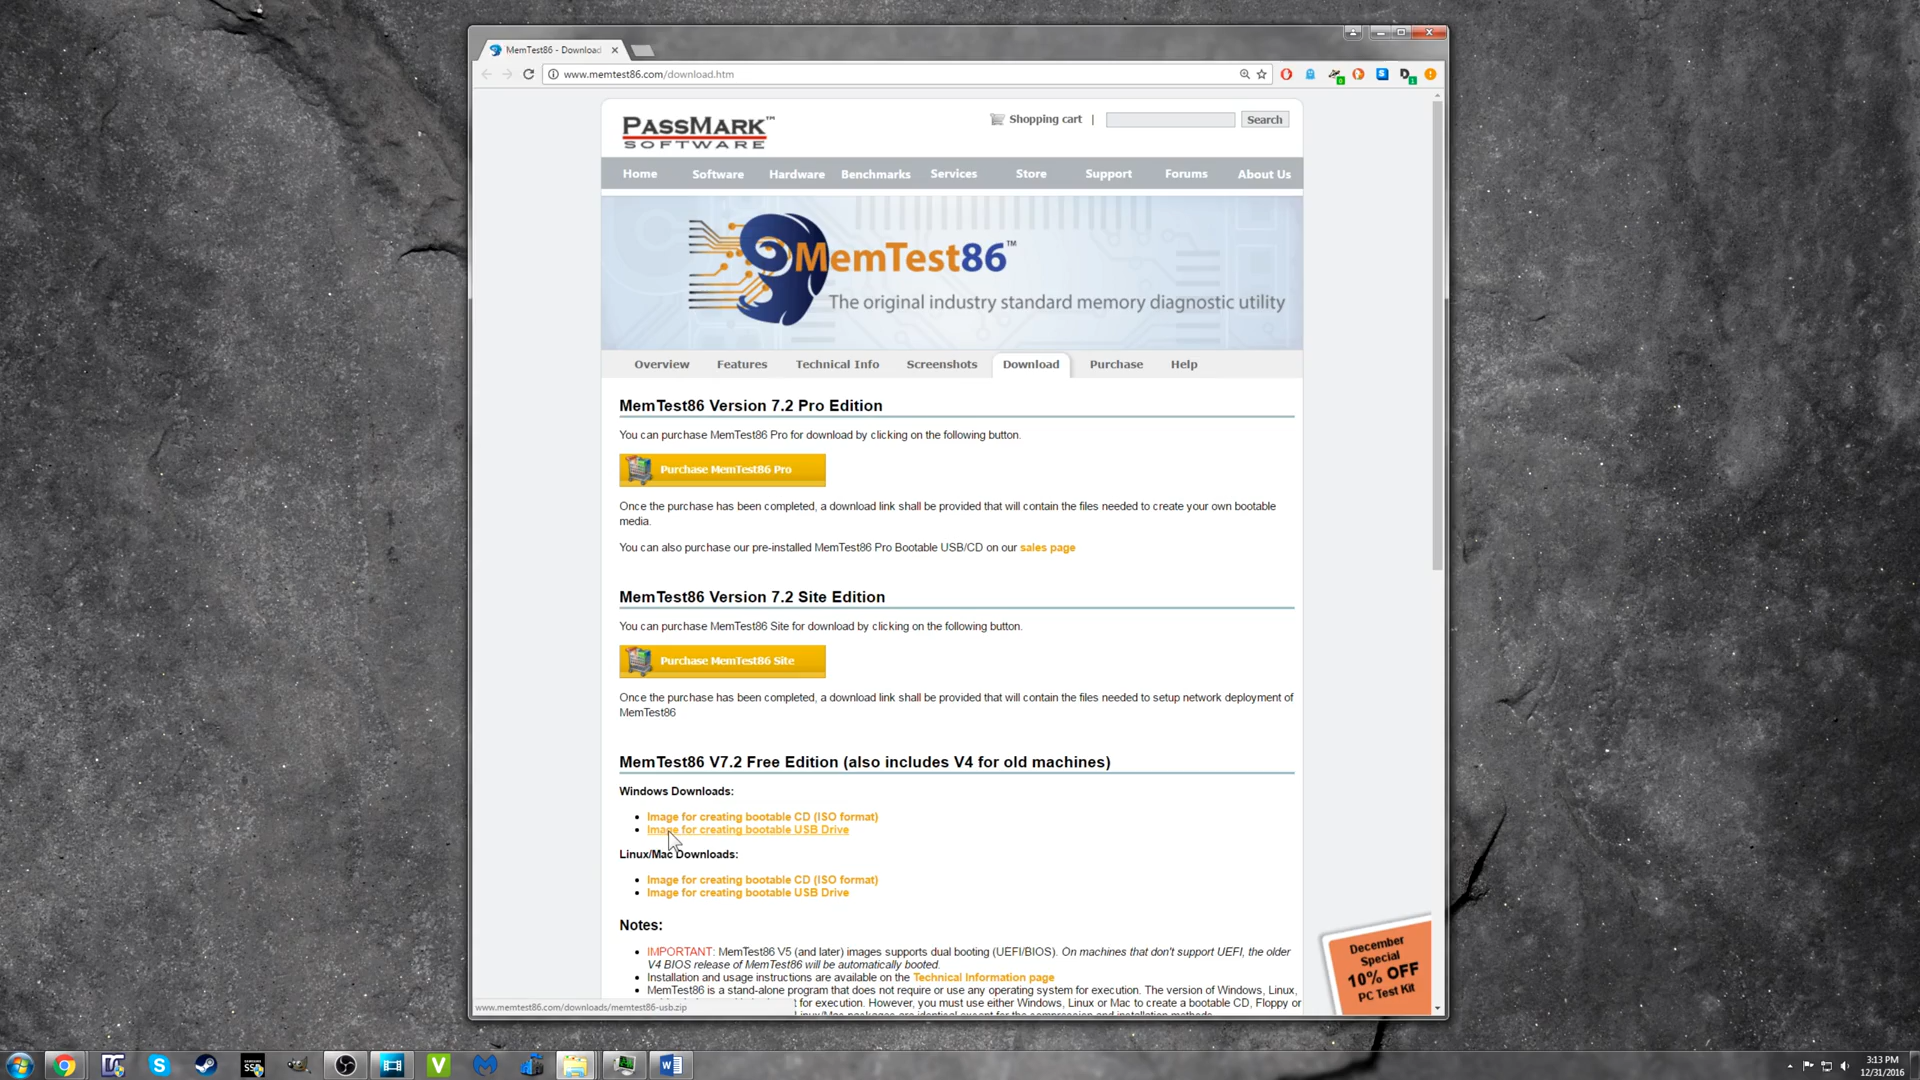 MemTest86 - Download
www.memtest86.com/download.htm
PASSMARK™
SOFTWARE
Shopping cart |
Search
Home Software Hardware Benchmarks Services Store Support Forums About Us
MemTest86™
The original industry standard memory diagnostic utility
Overview Features Technical Info Screenshots Download Purchase Help
MemTest86 Version 7.2 Pro Edition
You can purchase MemTest86 Pro for download by clicking on the following button.
Purchase MemTest86 Pro
Once the purchase has been completed, a download link shall be provided that will contain the files needed to create your own bootable
media.
You can also purchase our pre-installed MemTest86 Pro Bootable USB/CD on our sales page
MemTest86 Version 7.2 Site Edition
You can purchase MemTest86 Site for download by clicking on the following button.
Purchase MemTest86 Site
Once the purchase has been completed, a download link shall be provided that will contain the files needed to setup network deployment of
MemTest86
MemTest86 V7.2 Free Edition (also includes V4 for old machines)
Windows Downloads:
• Image for creating bootable CD (ISO format)
• Image for creating bootable USB Drive
Linux/Mac Downloads:
• Image for creating bootable CD (ISO format)
• Image for creating bootable USB Drive
Notes:
• IMPORTANT: MemTest86 V5 (and later) images supports dual booting (UEFI/BIOS). On machines that don't support UEFI, the older
V4 BIOS release of MemTest86 will be automatically booted.
• Installation and usage instructions are available on the Technical Information page
• MemTest86 is a stand-alone program that does not require or use any operating system for execution. The version of Windows, Linux,
for execution. However, you must use either Windows, Linux or Mac to create a bootable CD, Floppy or
December
Special
10% OFF
PC Test Kit
www.memtest86.com/downloads/memtest86-usb.zip
3:13 PM
12/31/2016